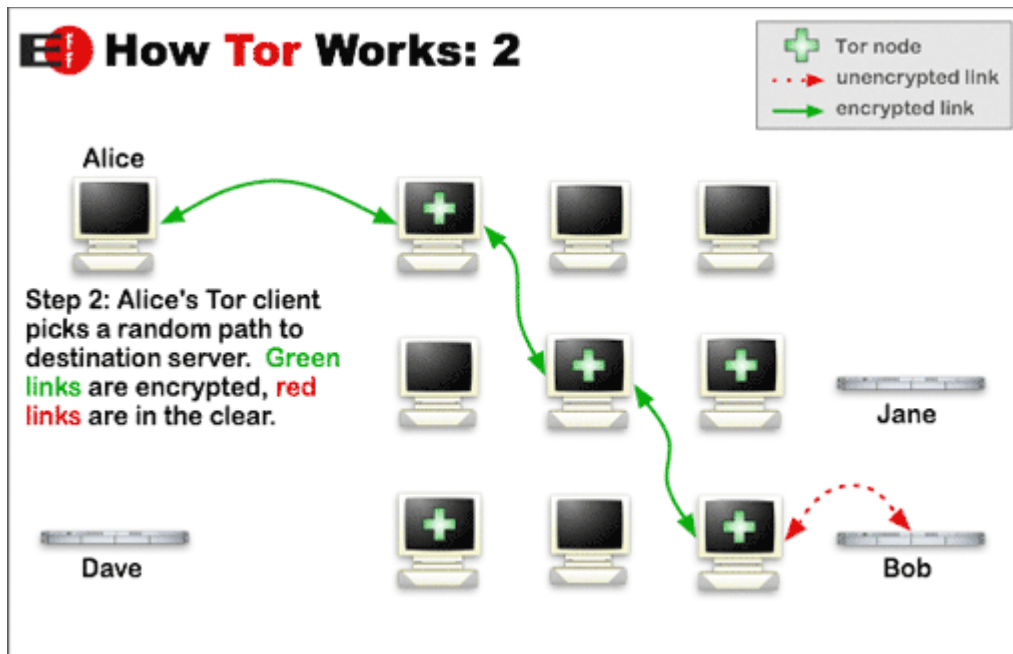 EFF How Tor Works: 2
Tor node
unencrypted link
encrypted link
Alice
Step 2: Alice's Tor client
picks a random path to
destination server. Green
links are encrypted, red
links are in the clear.
Jane
Dave
Bob